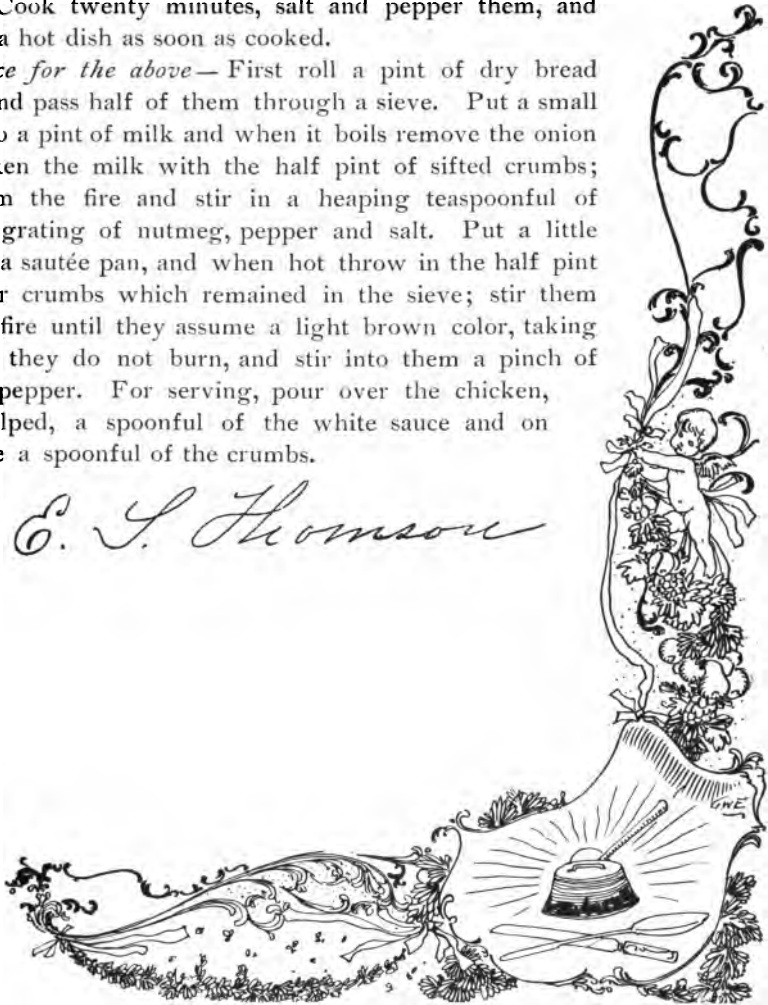 Cook twenty minutes, salt and pepper them, and
a hot dish as soon as cooked.
for the above — First roll a pint of dry bread
pass half of them through a sieve. Put a small
a pint of milk and when it boils remove the onion
the milk with the half pint of sifted crumbs;
the fire and stir in a heaping teaspoonful of
grating of nutmeg, pepper and salt. Put a little
a sautée pan, and when hot throw in the half pint
crumbs which remained in the sieve; stir them
fire until they assume a light brown color, taking
they do not burn, and stir into them a pinch of
pepper. For serving, pour over the chicken,
a spoonful of the white sauce and on
a spoonful of the crumbs.
E. S. Thomson
GWE